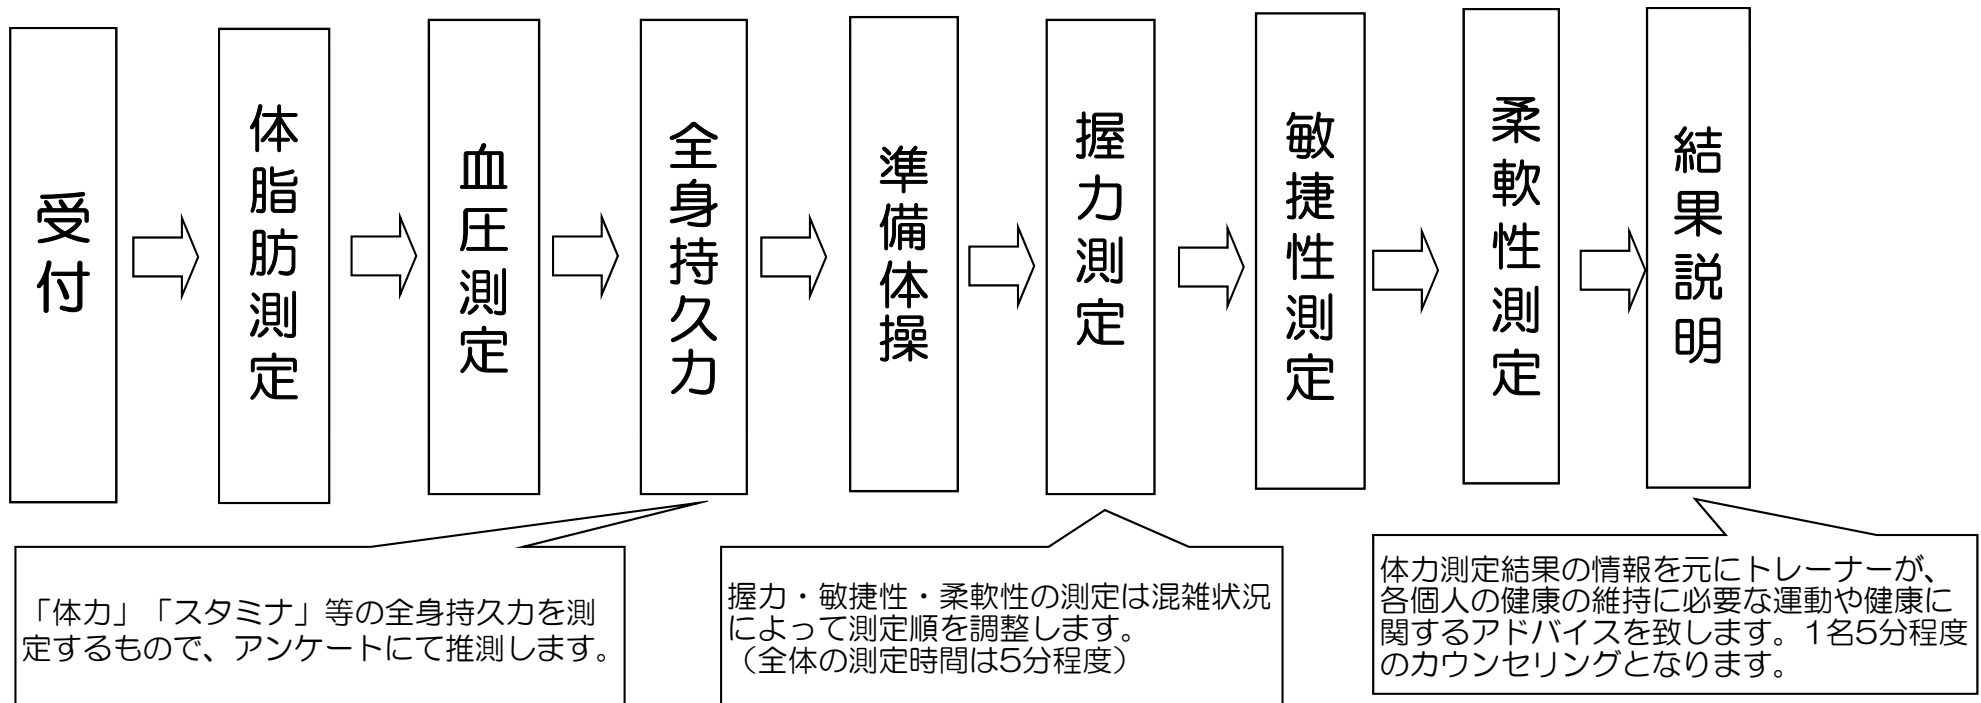 受付
体脂肪測定
血圧測定
全身持久力
準備体操
握力測定
敏捷性測定
柔軟性測定
結果説明
「体力」「スタミナ」等の全身持久力を測
定するもので、アンケートにて推測します。
握力・敏捷性・柔軟性の測定は混雑状況
によって測定順を調整します。
（全体の測定時間は5分程度）
体力測定結果の情報を元にトレーナーが、
各個人の健康の維持に必要な運動や健康に
関するアドバイスを致します。1名5分程度
のカウンセリングとなります。